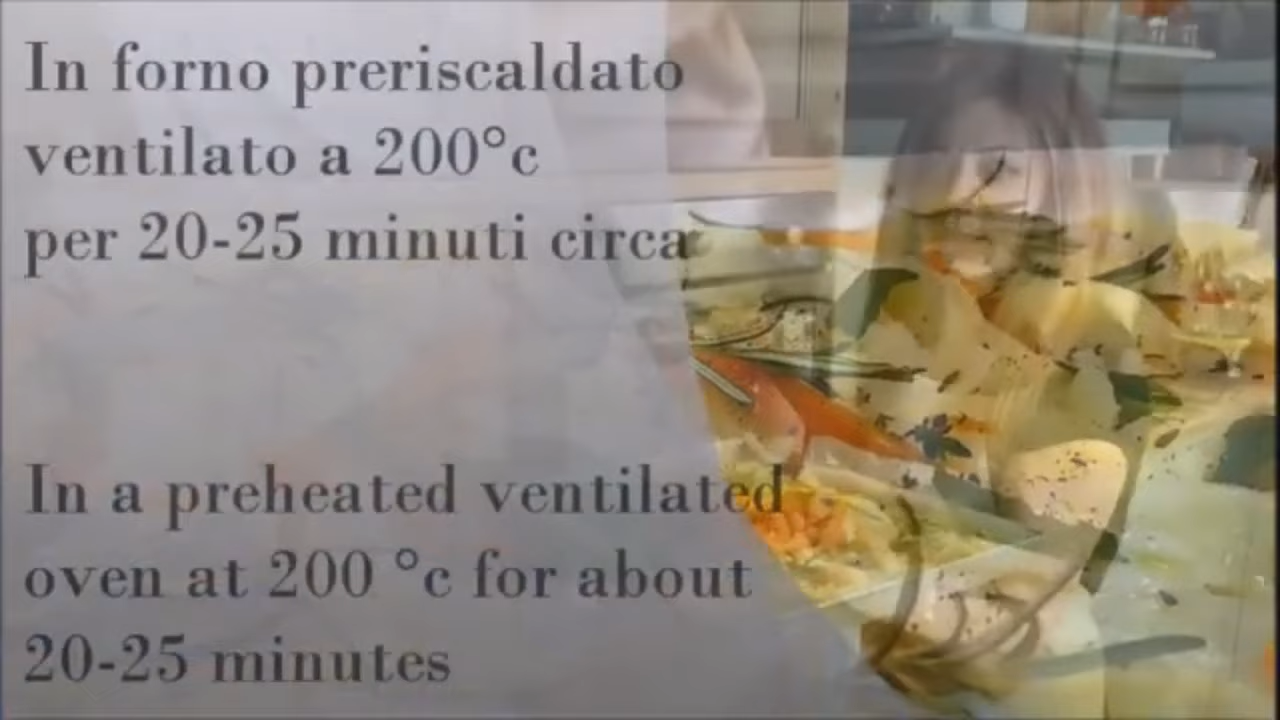 In forno preriscaldato
ventilato a 200°c
per 20-25 minuti circa
In a preheated ventilated
oven at 200 °c for about
20-25 minutes